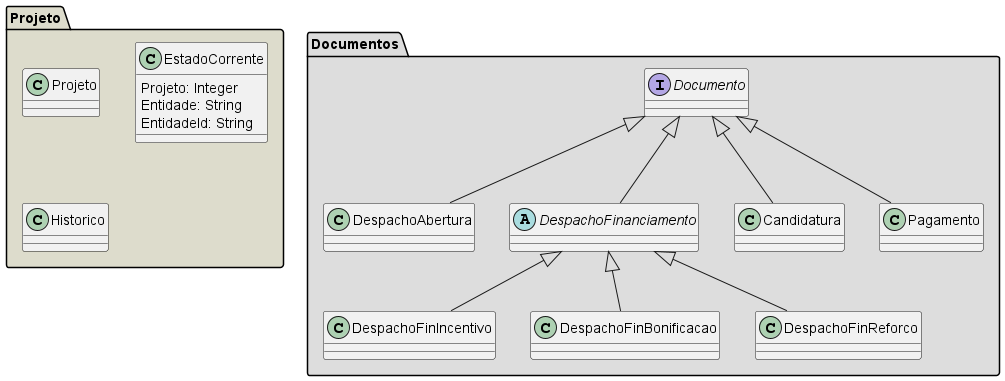 Projeto
C Projeto
C EstadoCorrente
Projeto: Integer
Entidade: String
EntidadeId: String
C Historico
Documentos
I Documento
C DespachoAbertura
A DespachoFinanciamento
C Candidatura
C Pagamento
C DespachoFinIncentivo
C DespachoFinBonificacao
C DespachoFinReforco